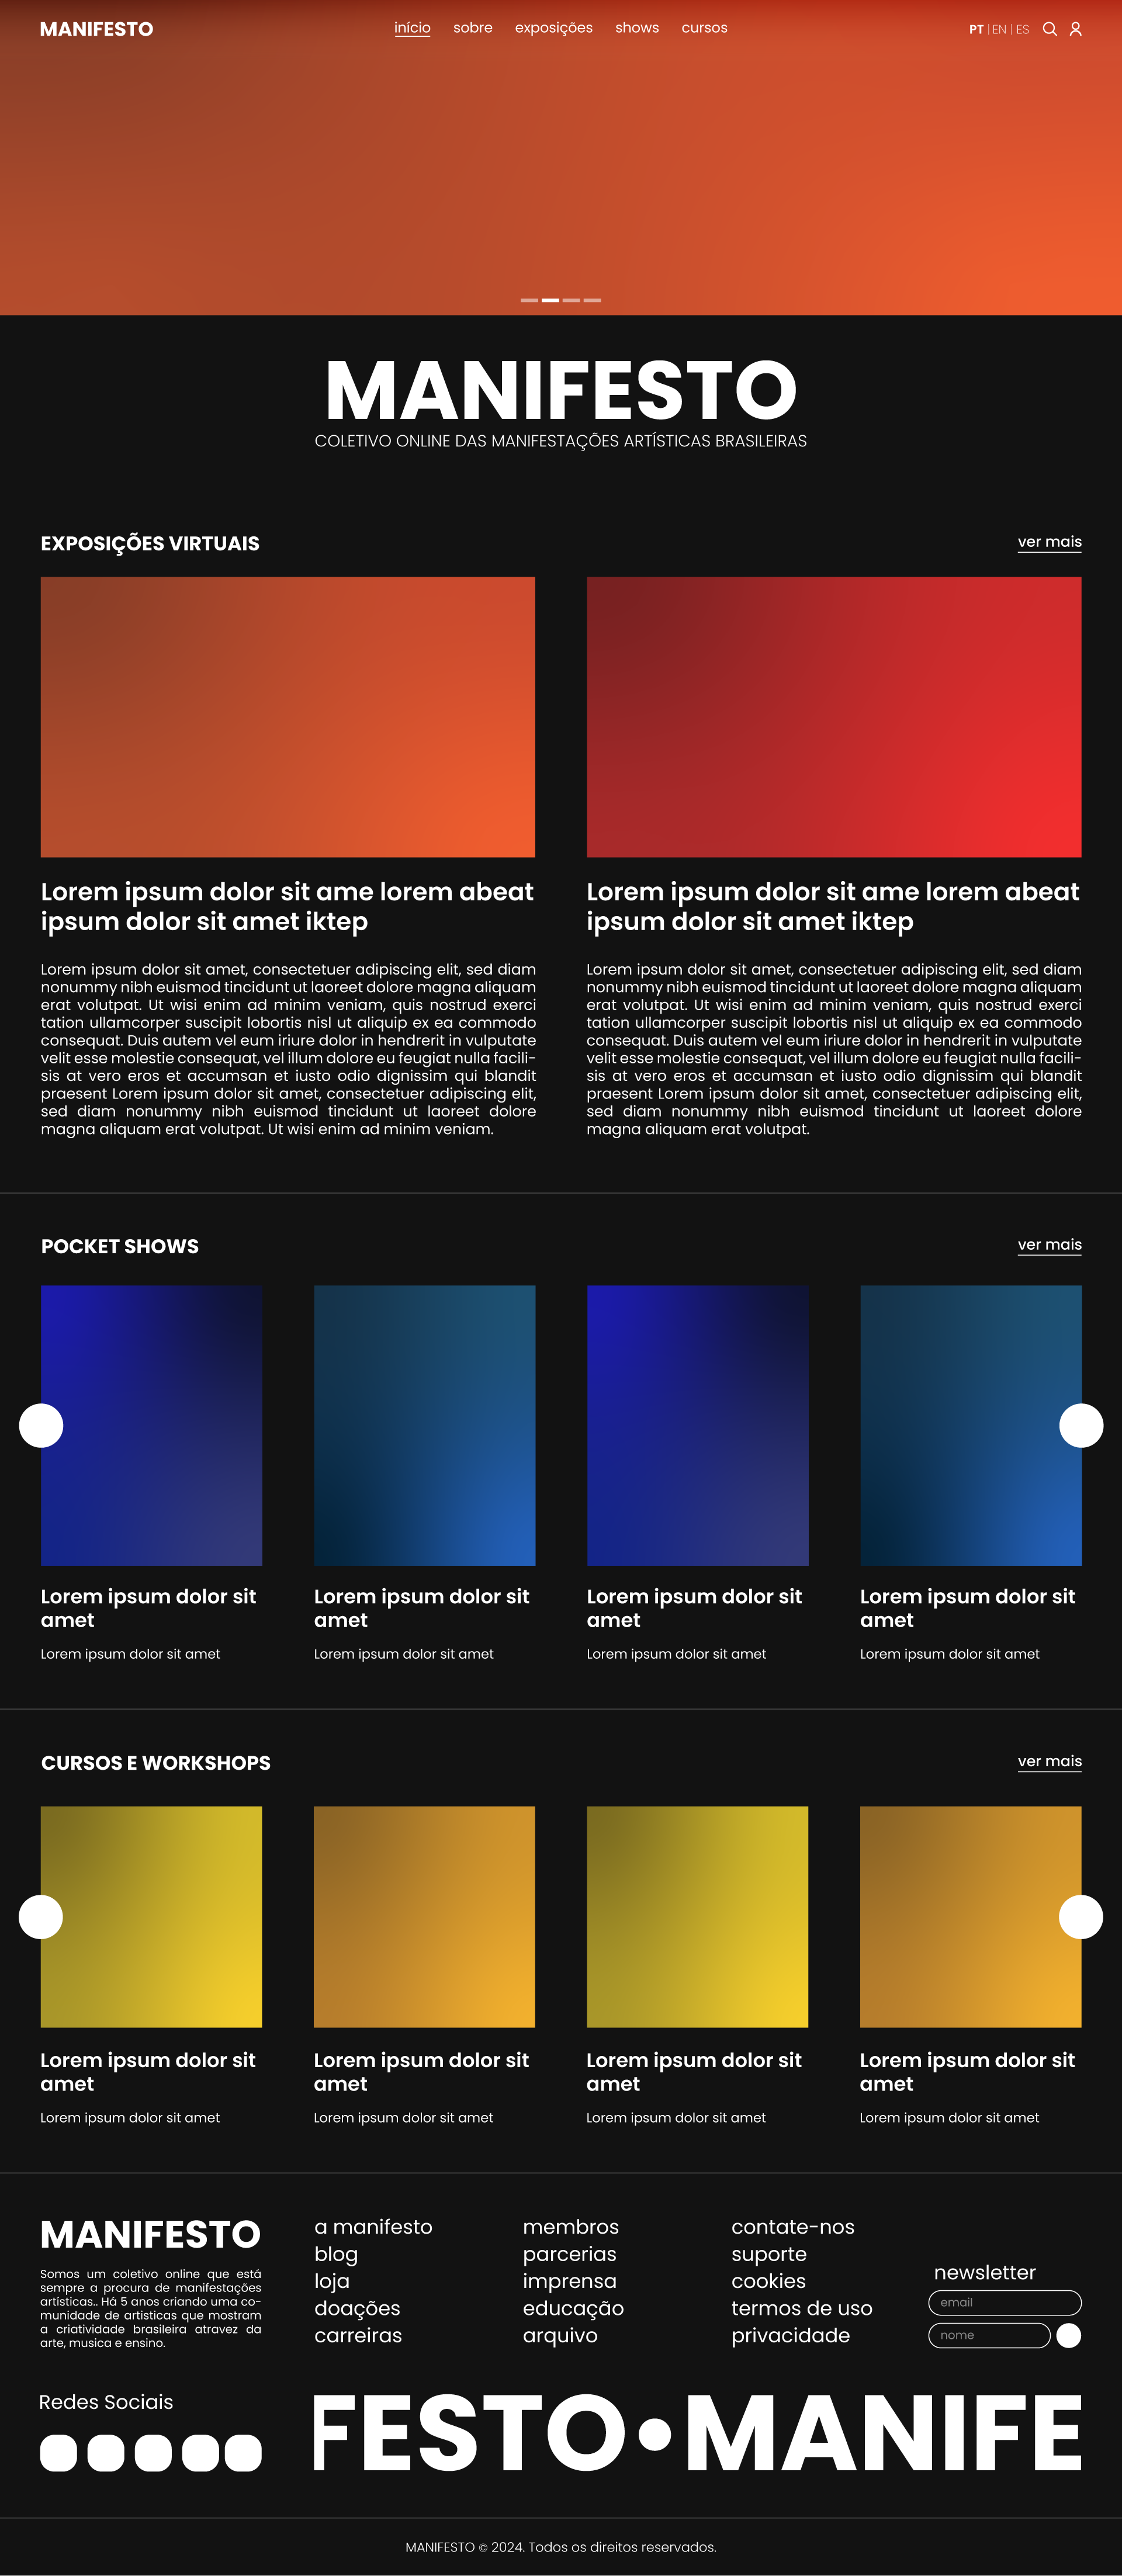 MANIFESTO
início sobre exposições shows cursos
PT | EN | ES
MANIFESTO
COLETIVO ONLINE DAS MANIFESTAÇÕES ARTÍSTICAS BRASILEIRAS
EXPOSIÇÕES VIRTUAIS
ver mais
Lorem ipsum dolor sit ame lorem abeat
ipsum dolor sit amet iktep
Lorem ipsum dolor sit amet, consectetuer adipiscing elit, sed diam
nonummy nibh euismod tincidunt ut laoreet dolore magna aliquam
erat volutpat. Ut wisi enim ad minim veniam, quis nostrud exerci
tation ullamcorper suscipit lobortis nisl ut aliquip ex ea commodo
consequat. Duis autem vel eum iriure dolor in hendrerit in vulputate
velit esse molestie consequat, vel illum dolore eu feugiat nulla facili-
sis at vero eros et accumsan et iusto odio dignissim qui blandit
praesent Lorem ipsum dolor sit amet, consectetuer adipiscing elit,
sed diam nonummy nibh euismod tincidunt ut laoreet dolore
magna aliquam erat volutpat. Ut wisi enim ad minim veniam.
Lorem ipsum dolor sit ame lorem abeat
ipsum dolor sit amet iktep
Lorem ipsum dolor sit amet, consectetuer adipiscing elit, sed diam
nonummy nibh euismod tincidunt ut laoreet dolore magna aliquam
erat volutpat. Ut wisi enim ad minim veniam, quis nostrud exerci
tation ullamcorper suscipit lobortis nisl ut aliquip ex ea commodo
consequat. Duis autem vel eum iriure dolor in hendrerit in vulputate
velit esse molestie consequat, vel illum dolore eu feugiat nulla facili-
sis at vero eros et accumsan et iusto odio dignissim qui blandit
praesent Lorem ipsum dolor sit amet, consectetuer adipiscing elit,
sed diam nonummy nibh euismod tincidunt ut laoreet dolore
magna aliquam erat volutpat.
POCKET SHOWS
ver mais
Lorem ipsum dolor sit
amet
Lorem ipsum dolor sit amet
Lorem ipsum dolor sit
amet
Lorem ipsum dolor sit amet
Lorem ipsum dolor sit
amet
Lorem ipsum dolor sit amet
Lorem ipsum dolor sit
amet
Lorem ipsum dolor sit amet
CURSOS E WORKSHOPS
ver mais
Lorem ipsum dolor sit
amet
Lorem ipsum dolor sit amet
Lorem ipsum dolor sit
amet
Lorem ipsum dolor sit amet
Lorem ipsum dolor sit
amet
Lorem ipsum dolor sit amet
Lorem ipsum dolor sit
amet
Lorem ipsum dolor sit amet
MANIFESTO
Somos um coletivo online que está
sempre a procura de manifestações
artísticas.. Há 5 anos criando uma co-
munidade de artisticas que mostram
a criatividade brasileira atravez da
arte, musica e ensino.
a manifesto
blog
loja
doações
carreiras
membros
parcerias
imprensa
educação
arquivo
contate-nos
suporte
cookies
termos de uso
privacidade
newsletter
email
nome
Redes Sociais
FESTO•MANIFE
MANIFESTO © 2024. Todos os direitos reservados.